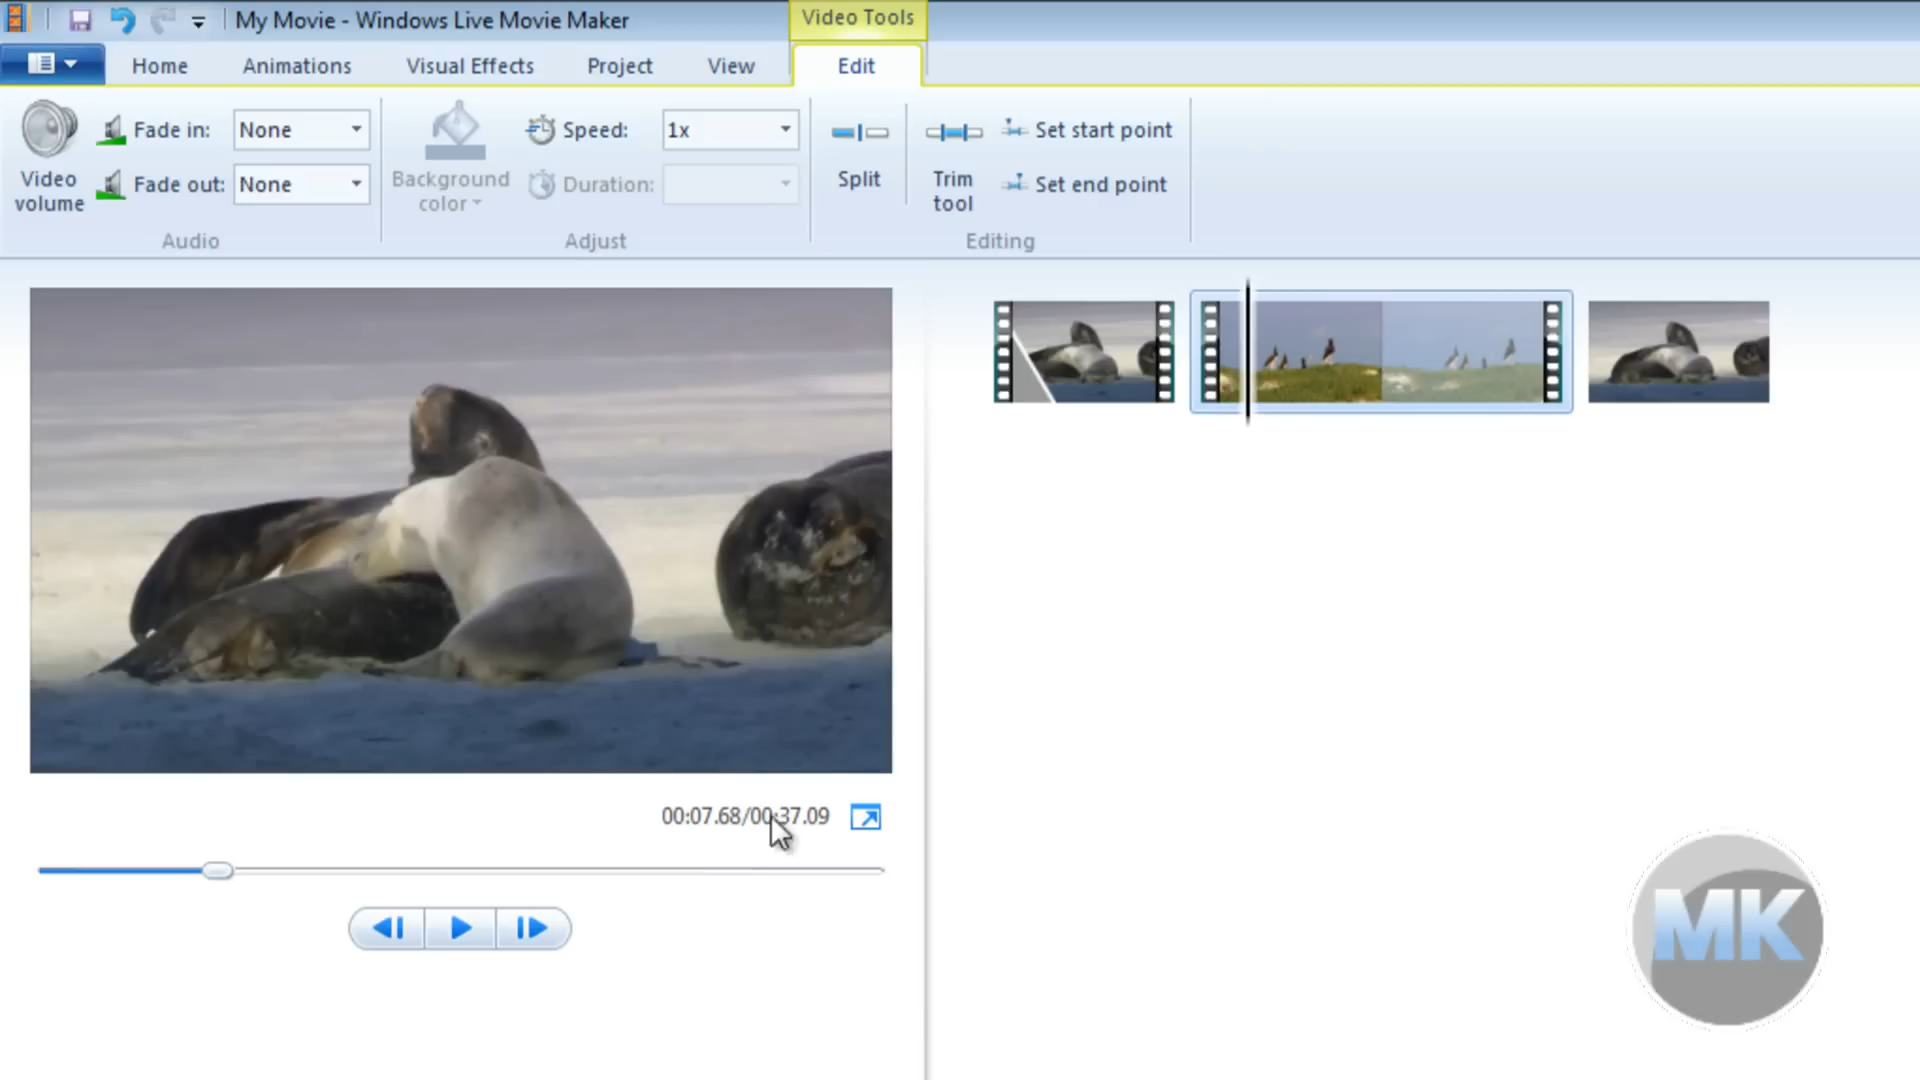 My Movie - Windows Live Movie Maker
Video Tools
Home Animations Visual Effects Project View Edit
Video volume
Fade in: None
Fade out: None
Audio
Background color
Speed: 1x
Duration:
Adjust
Split
Trim tool
Set start point
Set end point
Editing
00:07.68/00:37.09
MK